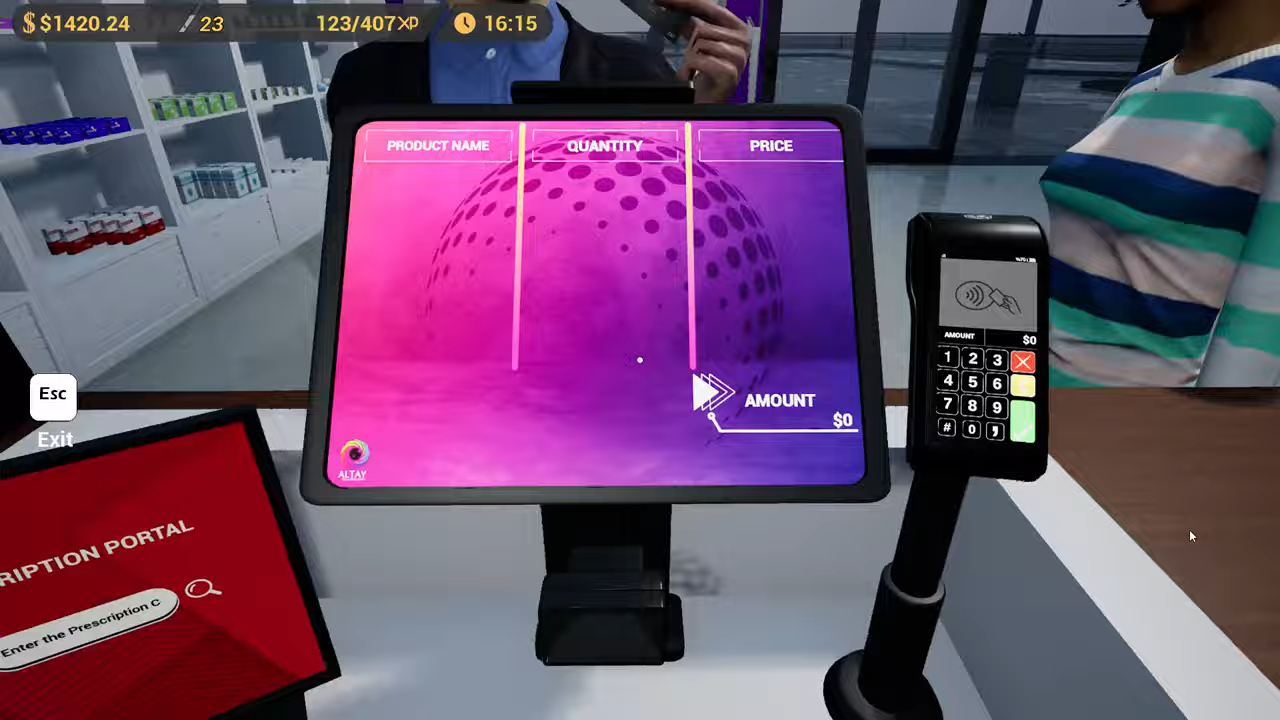 $ $1420.24 23 123/407XP 16:15
PRODUCT NAME QUANTITY PRICE
AMOUNT $0
1 2 3
4 5 6
7 8 9
# 0 ,
Esc
Exit
AMOUNT
$0
ALTAY
RIPTION PORTAL
Enter the Prescription C